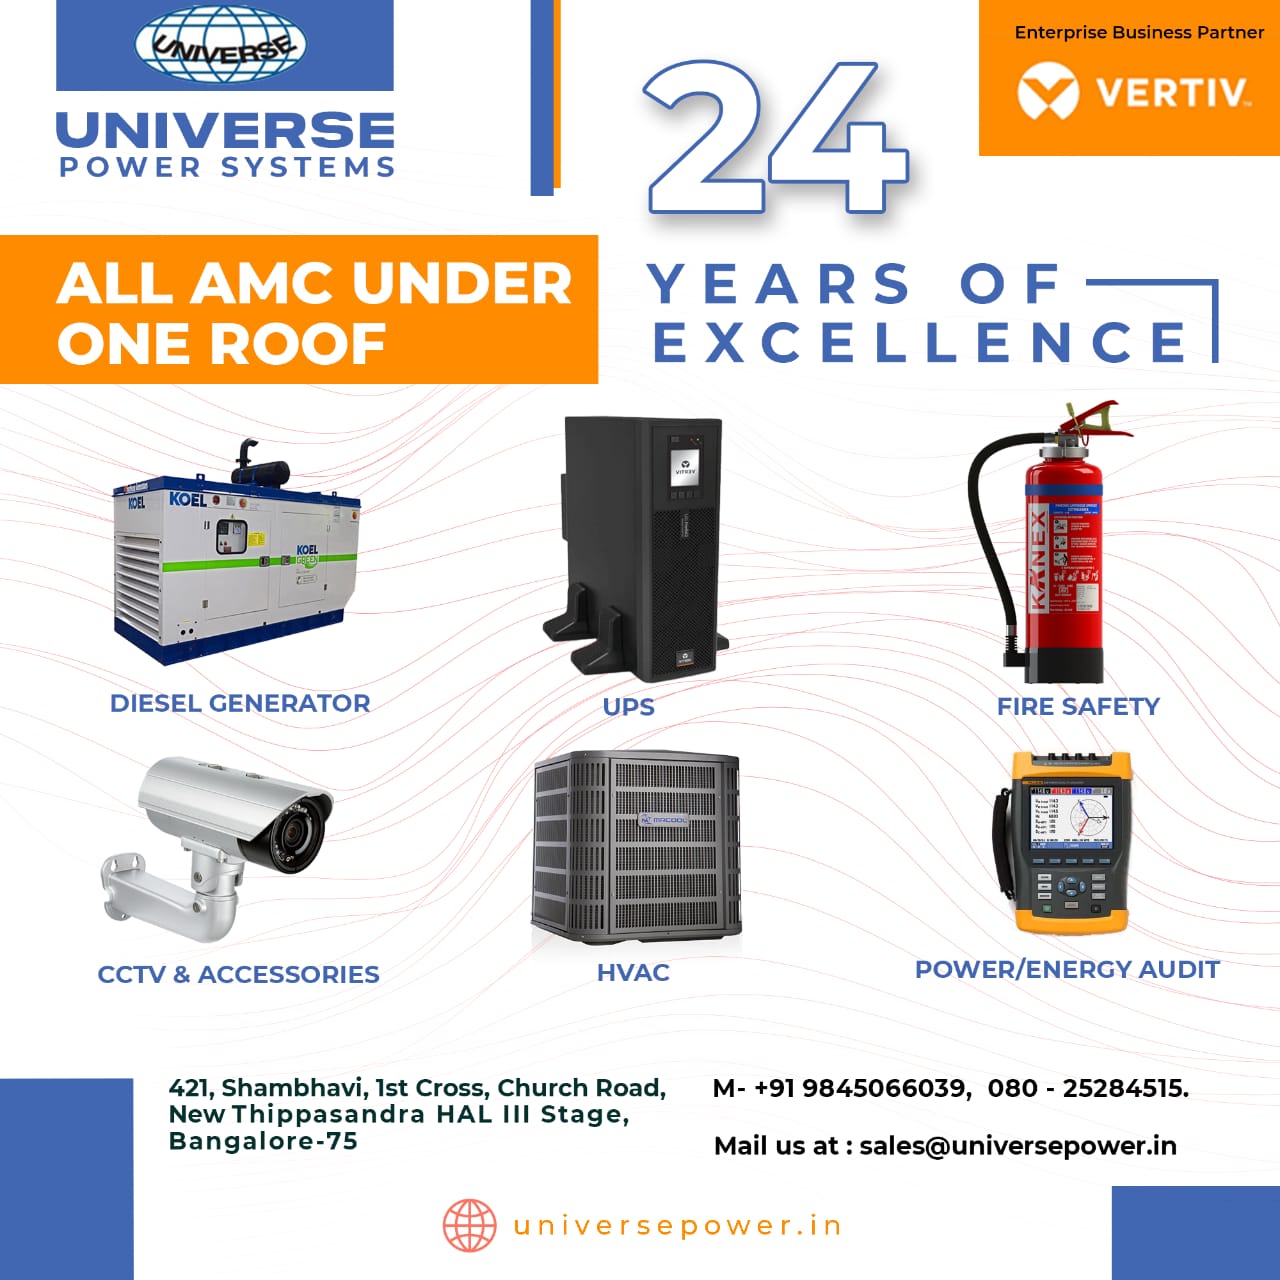 UNIVERSE
UNIVERSE
POWER SYSTEMS
24
Enterprise Business Partner
VERTIV
ALL AMC UNDER
ONE ROOF
YEARS OF
EXCELLENCE
KOEL
KOEL
KOEL
GREEN
VERTIV
KANEX
DIESEL GENERATOR
UPS
FIRE SAFETY
MRCOOL
CCTV & ACCESSORIES
HVAC
POWER/ENERGY AUDIT
421, Shambhavi, 1st Cross, Church Road,
New Thippasandra HAL III Stage,
Bangalore-75
M- +91 9845066039, 080 - 25284515.
Mail us at : sales@universepower.in
universepower.in